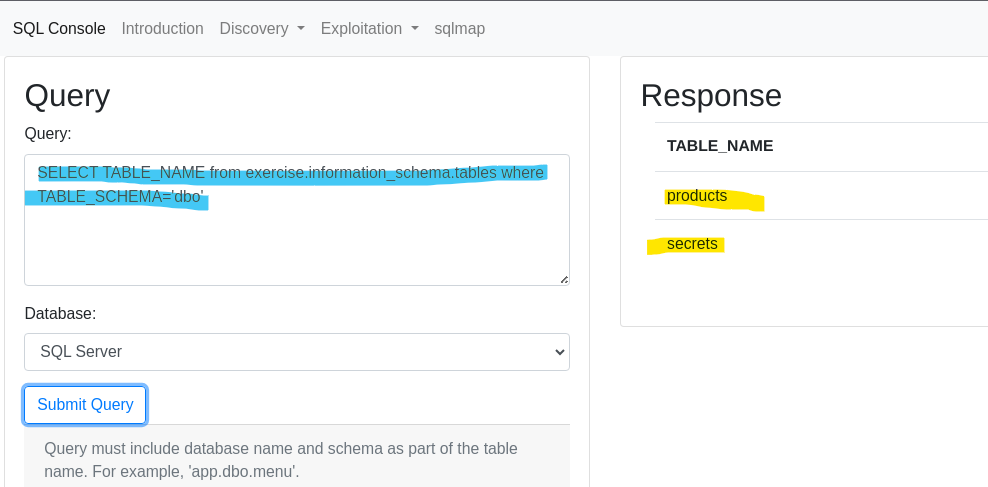 SQL Console Introduction Discovery Exploitation sqlmap
Query
Query:
SELECT TABLE_NAME from exercise.information_schema.tables where
TABLE_SCHEMA='dbo'
Database:
SQL Server
Submit Query
Query must include database name and schema as part of the table
name. For example, 'app.dbo.menu'.
Response
TABLE_NAME
products
secrets